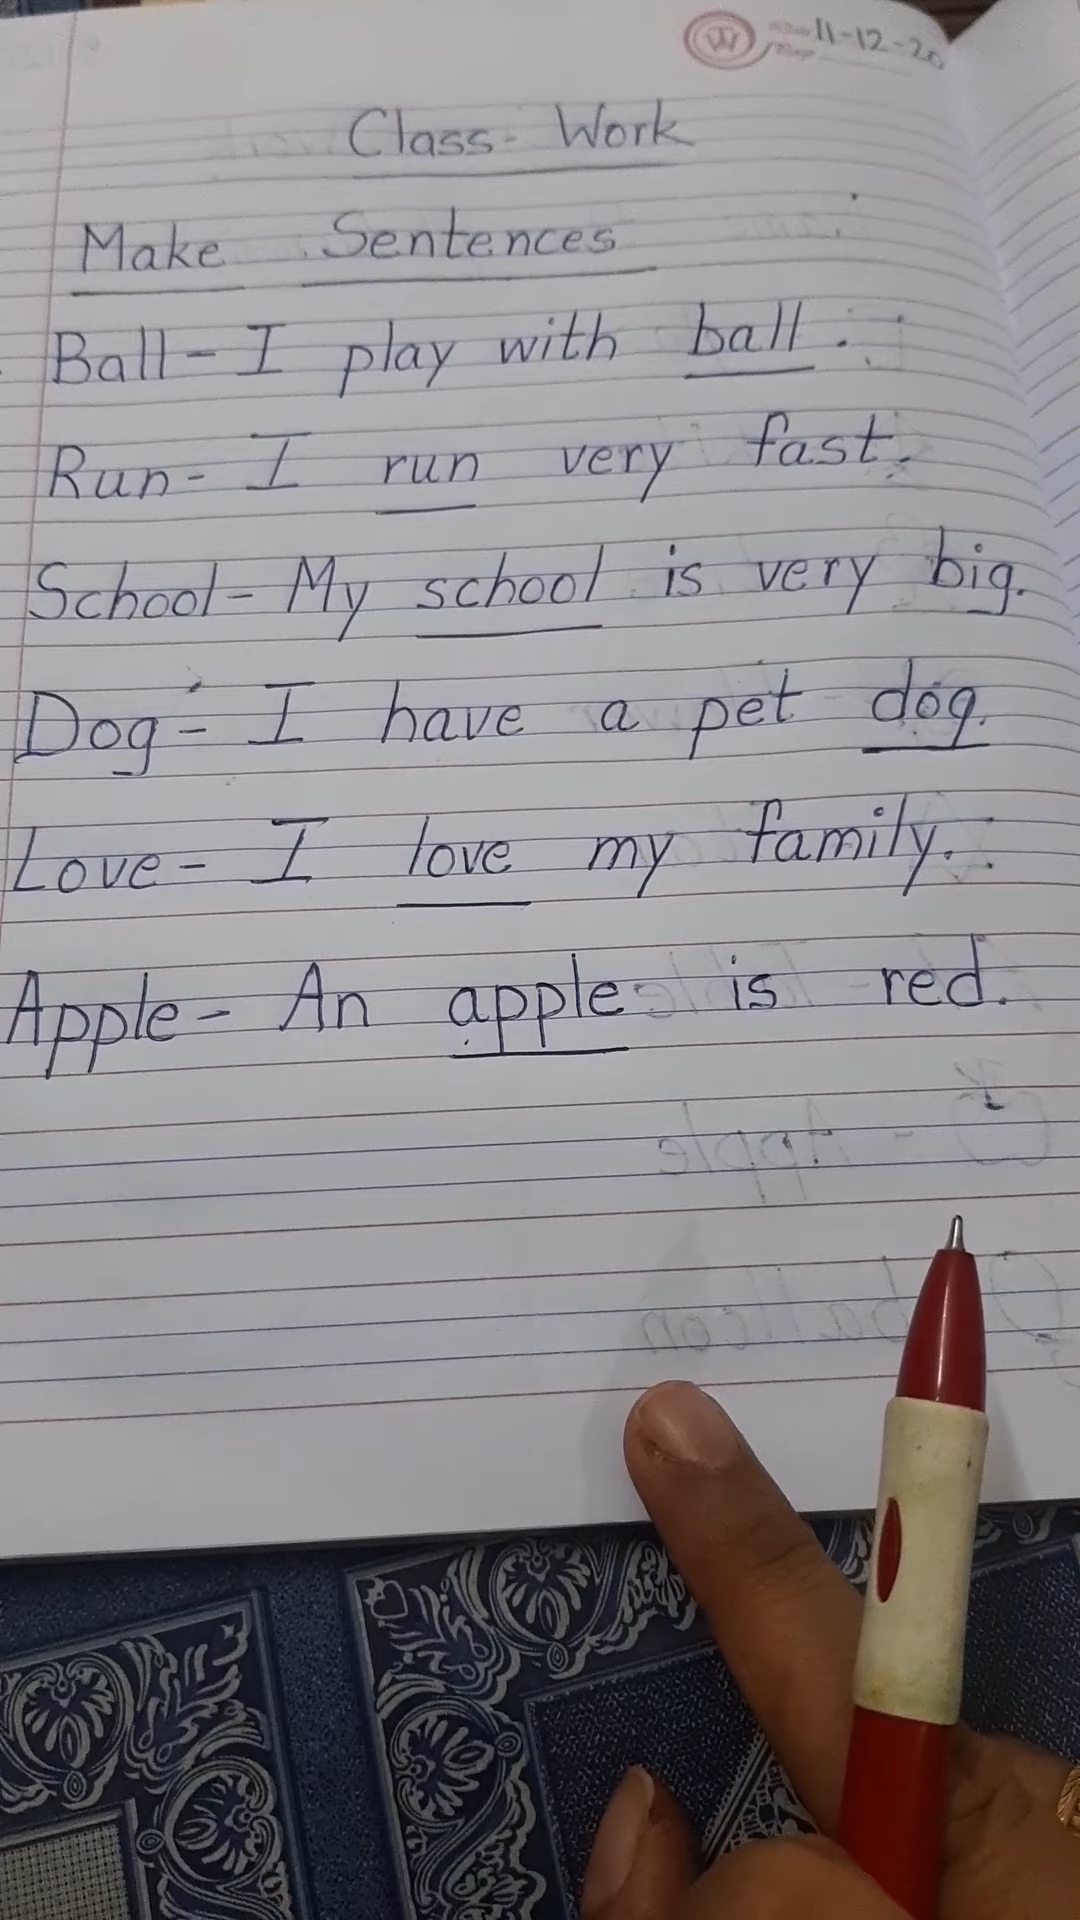 11-12-20
Class- Work
Make Sentences
Ball- I play with ball.
Run- I run very fast.
School- My school is very big.
Dog- I have a pet dog.
Love- I love my family.
Apple- An apple is red.